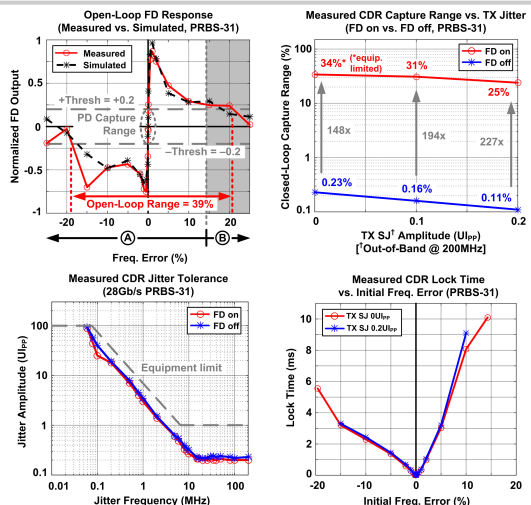 Open-Loop FD Response
(Measured vs. Simulated, PRBS-31)
Normalized FD Output
1
0.5
0
-0.5
-1
Measured
Simulated
+Thresh = +0.2
PD Capture
Range
−Thresh = −0.2
Open-Loop Range = 39%
-20
-10
0
10
20
A
B
Freq. Error (%)
Measured CDR Capture Range vs. TX Jitter
(FD on vs. FD off, PRBS-31)
Closed-Loop Capture Range (%)
100
10
1
0.1
FD on
FD off
34%* (*equip.
limited)
31%
25%
148x
194x
227x
0.23%
0.16%
0.11%
0
0.1
0.2
TX SJ† Amplitude (UIPP)
[†Out-of-Band @ 200MHz]
Measured CDR Jitter Tolerance
(28Gb/s PRBS-31)
Jitter Amplitude (UIPP)
100
10
1
0.1
FD on
FD off
Equipment limit
0.01
0.1
1
10
100
Jitter Frequency (MHz)
Measured CDR Lock Time
vs. Initial Freq. Error (PRBS-31)
Lock Time (ms)
10
8
6
4
2
0
TX SJ 0UIPP
TX SJ 0.2UIPP
-20
-10
0
10
20
Initial Freq. Error (%)